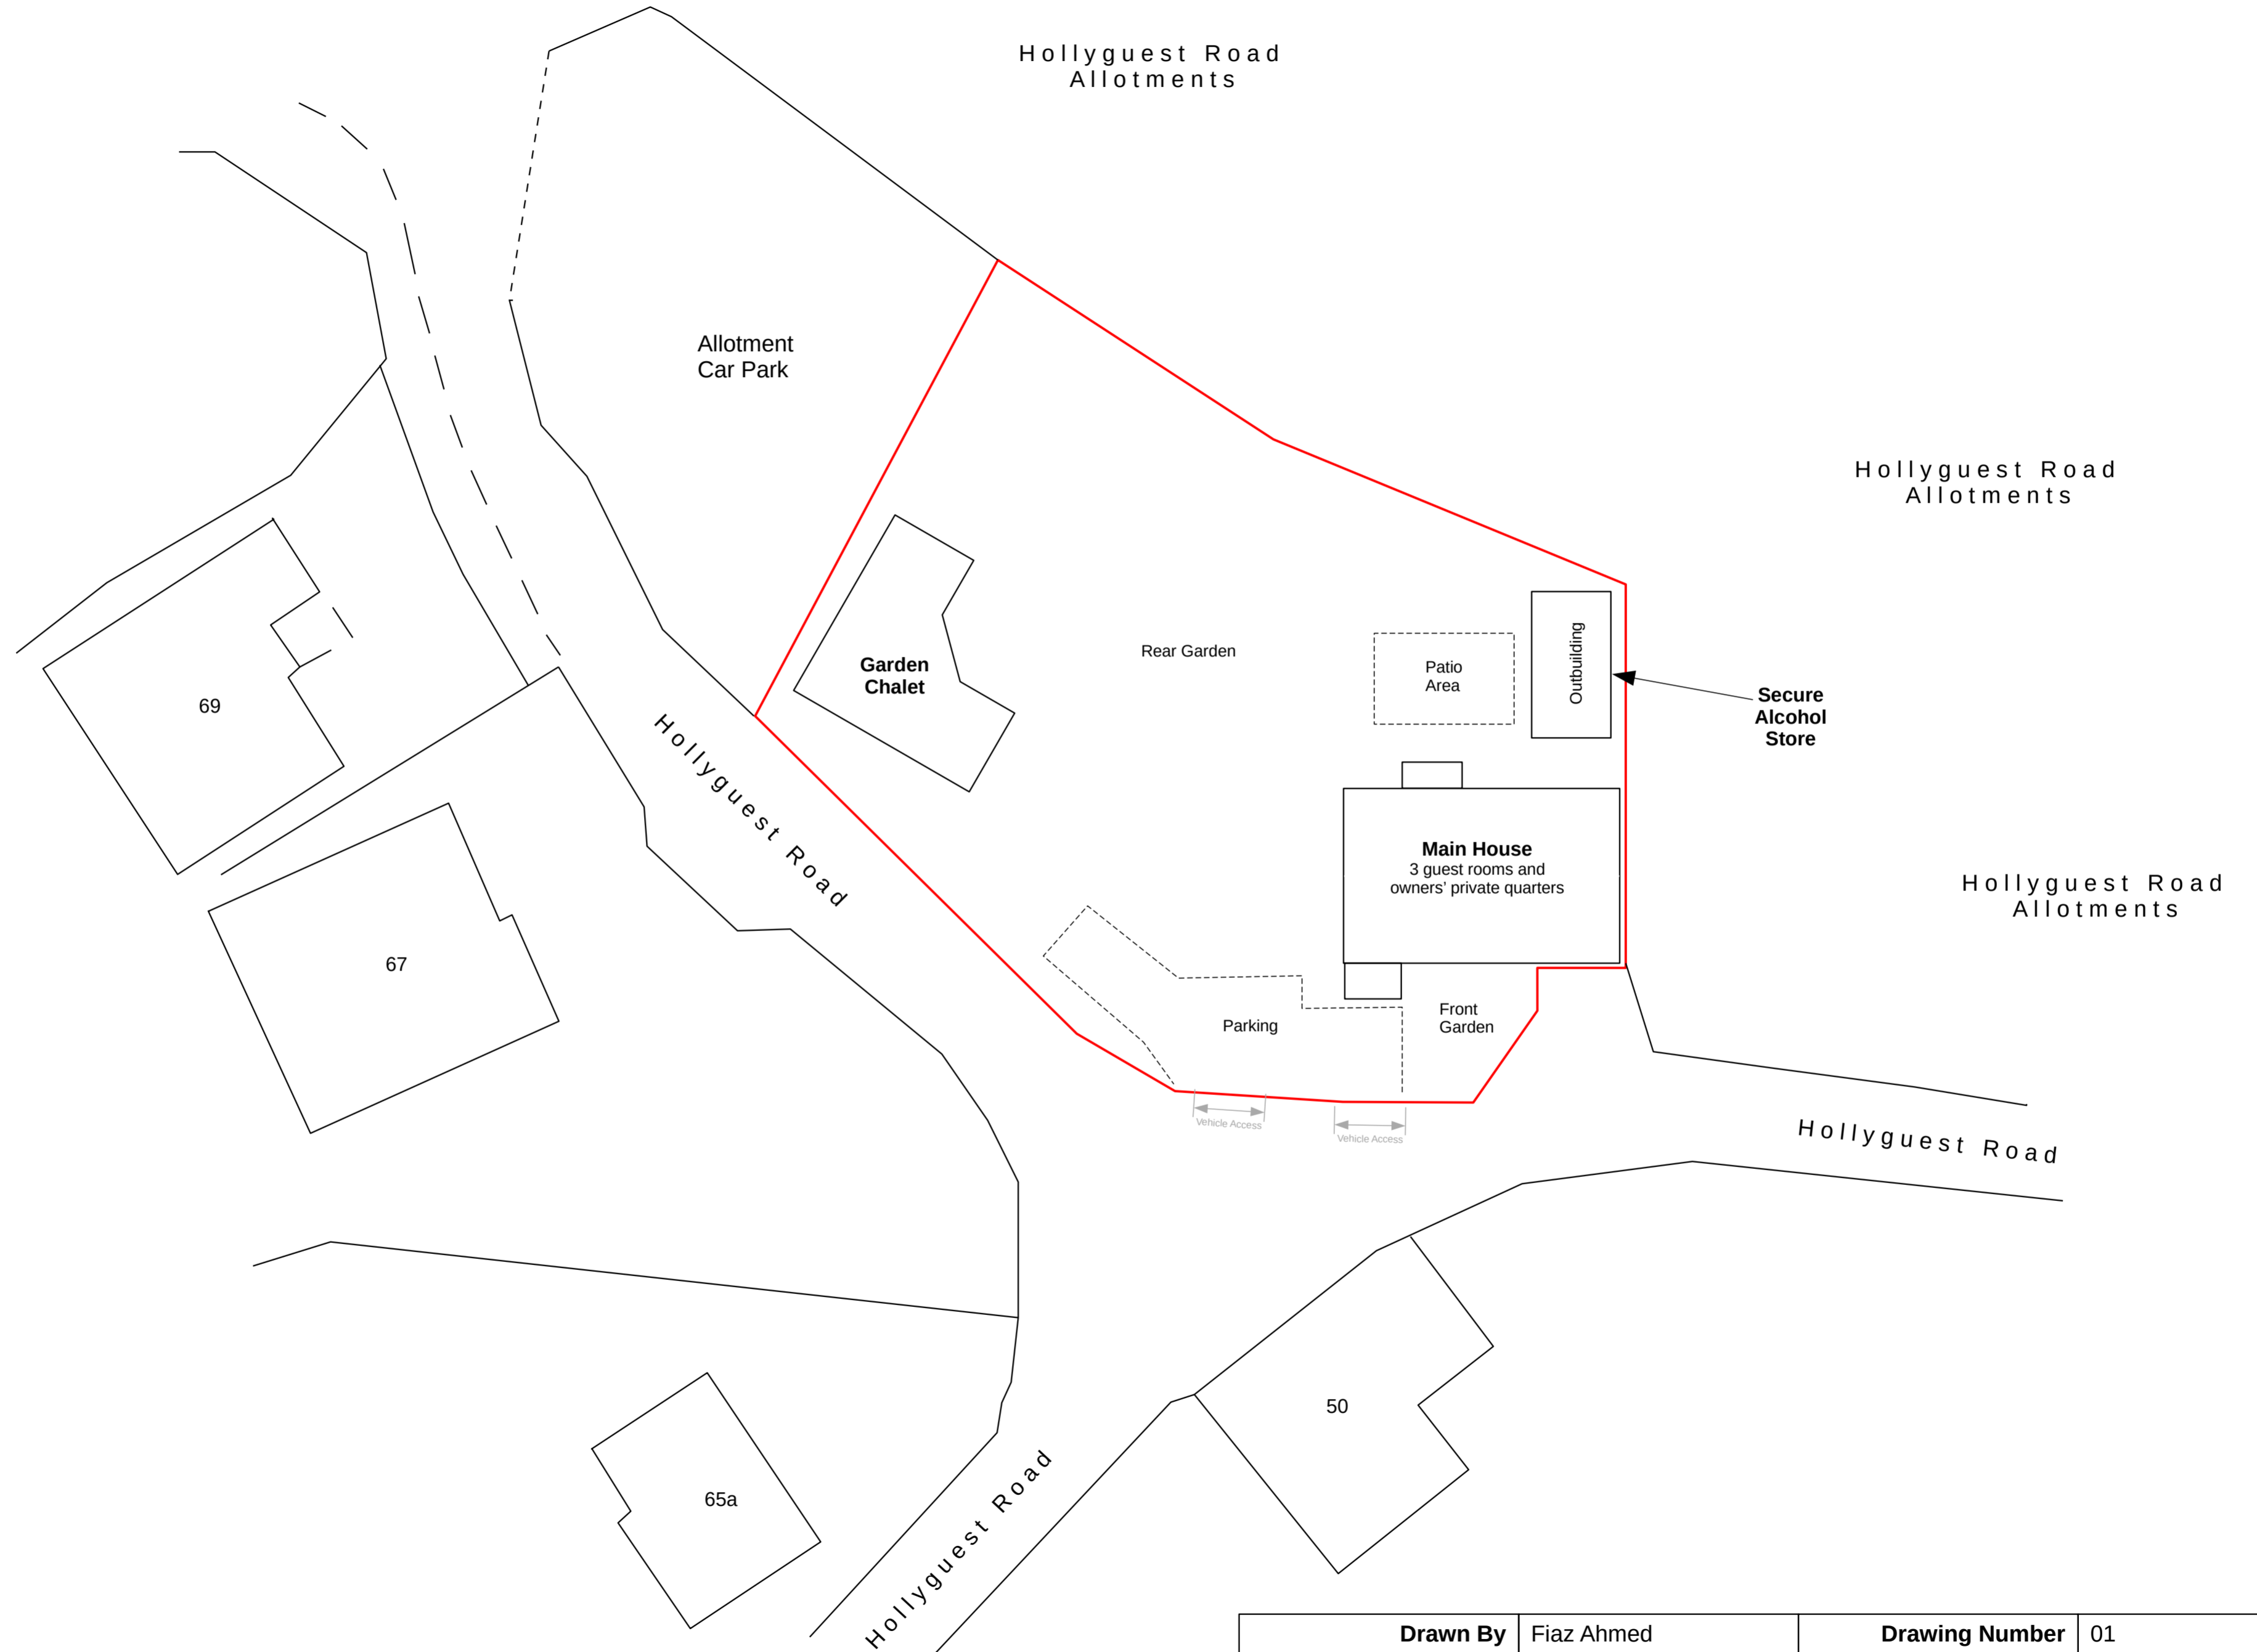 Hollyguest Road
Allotments
Allotment
Car Park
Hollyguest Road
Allotments
Rear Garden
Garden
Chalet
Patio
Area
Outbuilding
Secure
Alcohol
Store
69
Hollyguest Road
Main House
3 guest rooms and
owners’ private quarters
Hollyguest Road
Allotments
67
Parking
Front
Garden
Vehicle Access
Vehicle Access
Hollyguest Road
50
65a
Hollyguest Road
Drawn By Fiaz Ahmed Drawing Number 01